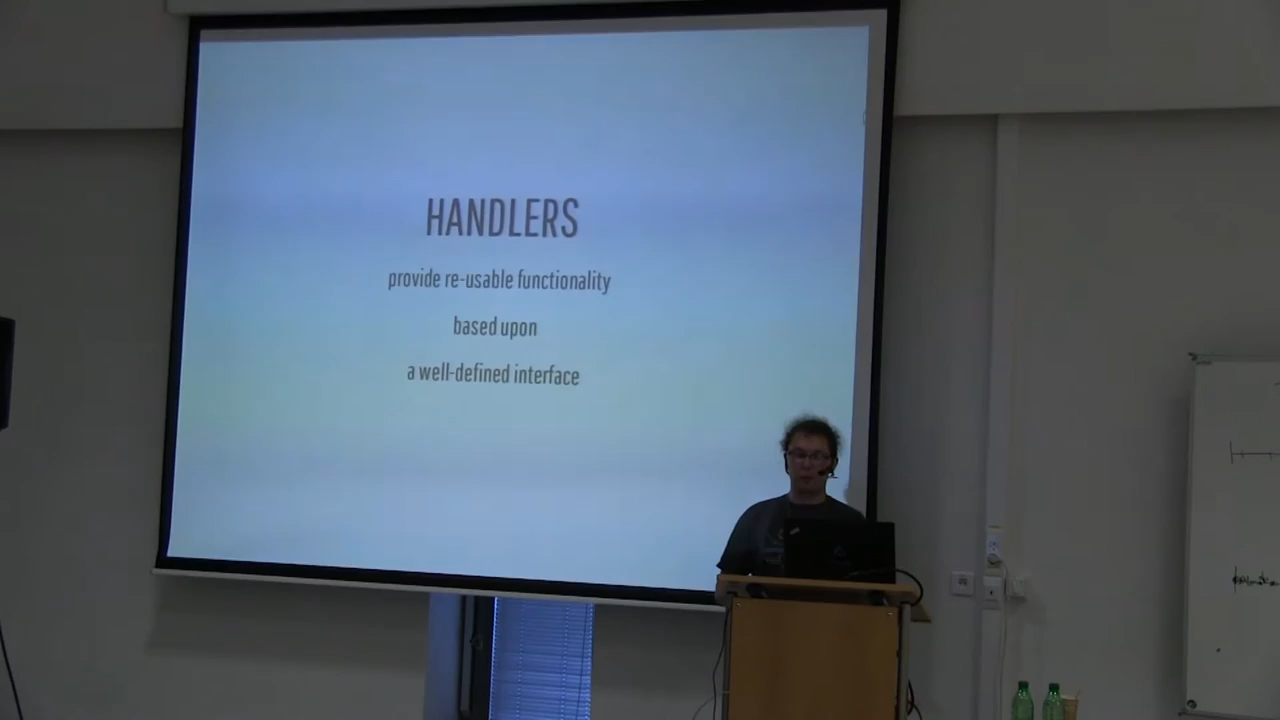 HANDLERS
provide re-usable functionality
based upon
a well-defined interface